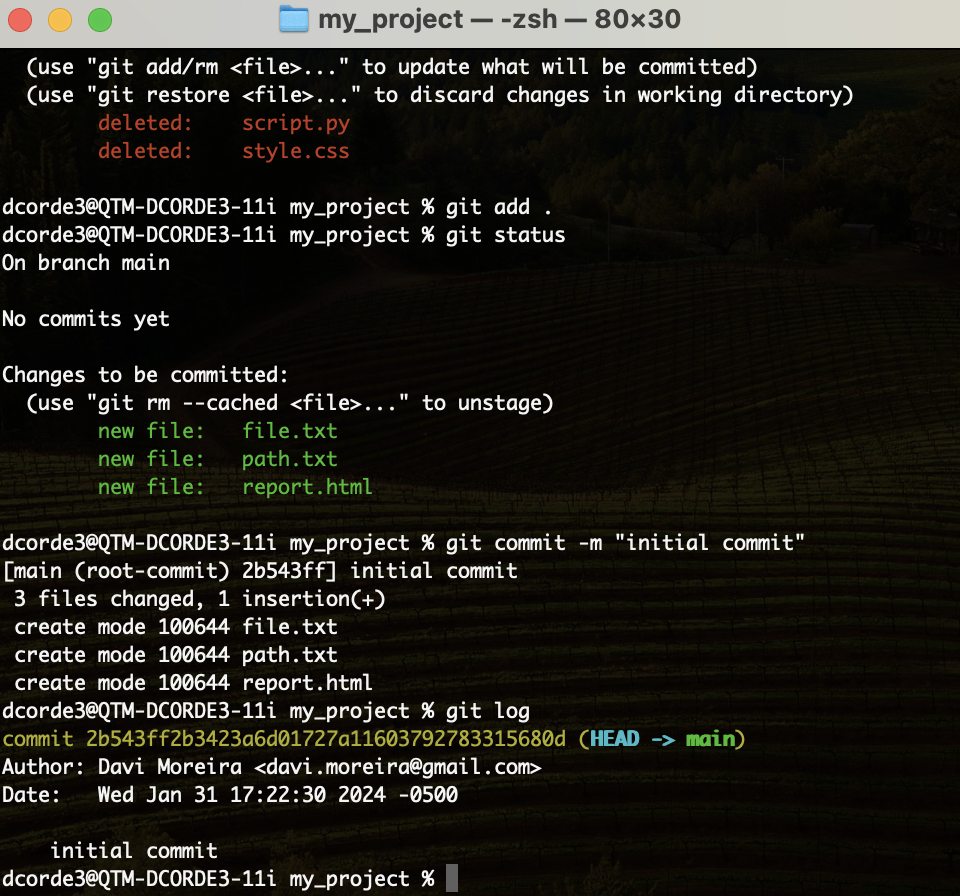 my_project — -zsh — 80×30
  (use "git add/rm <file>..." to update what will be committed)
  (use "git restore <file>..." to discard changes in working directory)
        deleted:    script.py
        deleted:    style.css
dcorde3@QTM-DCORDE3-11i my_project % git add .
dcorde3@QTM-DCORDE3-11i my_project % git status
On branch main
No commits yet
Changes to be committed:
  (use "git rm --cached <file>..." to unstage)
        new file:   file.txt
        new file:   path.txt
        new file:   report.html
dcorde3@QTM-DCORDE3-11i my_project % git commit -m "initial commit"
[main (root-commit) 2b543ff] initial commit
 3 files changed, 1 insertion(+)
 create mode 100644 file.txt
 create mode 100644 path.txt
 create mode 100644 report.html
dcorde3@QTM-DCORDE3-11i my_project % git log
commit 2b543ff2b3423a6d01727a11603792783315680d (HEAD -> main)
Author: Davi Moreira <davi.moreira@gmail.com>
Date:   Wed Jan 31 17:22:30 2024 -0500
    initial commit
dcorde3@QTM-DCORDE3-11i my_project %